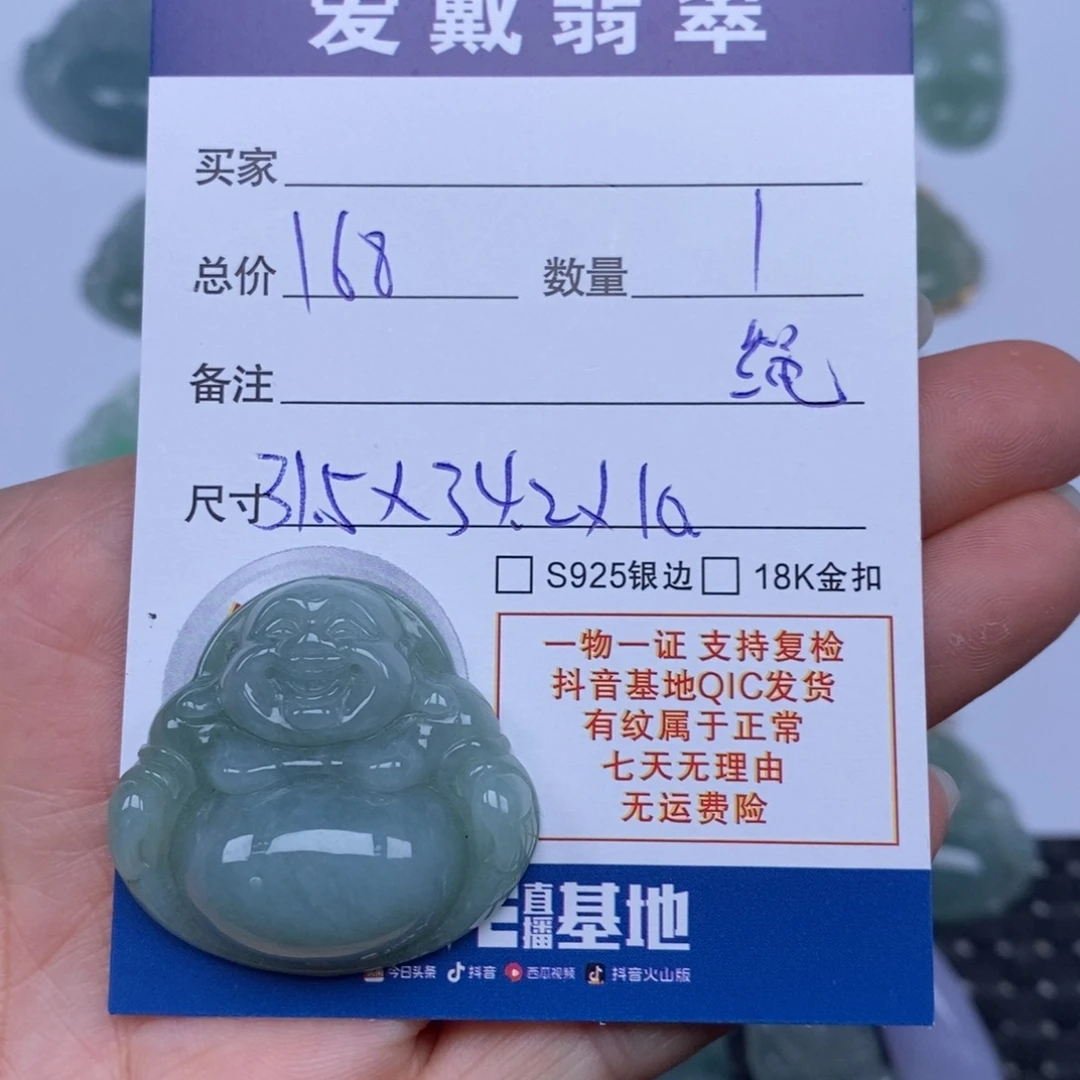 爱戴翡翠
买家
总价 168 数量 1
备注 绳
尺寸 31.5×34.2×10
S925银边 18K金扣
一物一证 支持复检
抖音基地QIC发货
有纹属于正常
七天无理由
无运费险
直播基地
今日头条 抖音 西瓜视频 抖音火山版